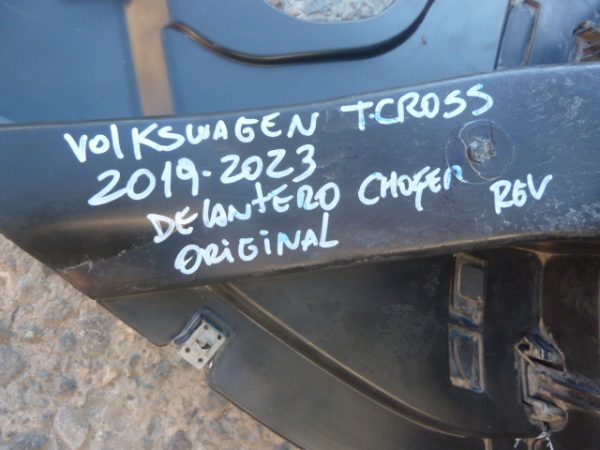 VOLKSWAGEN T-CROSS
2019-2023
DELANTERO CHOFER REV
ORIGINAL